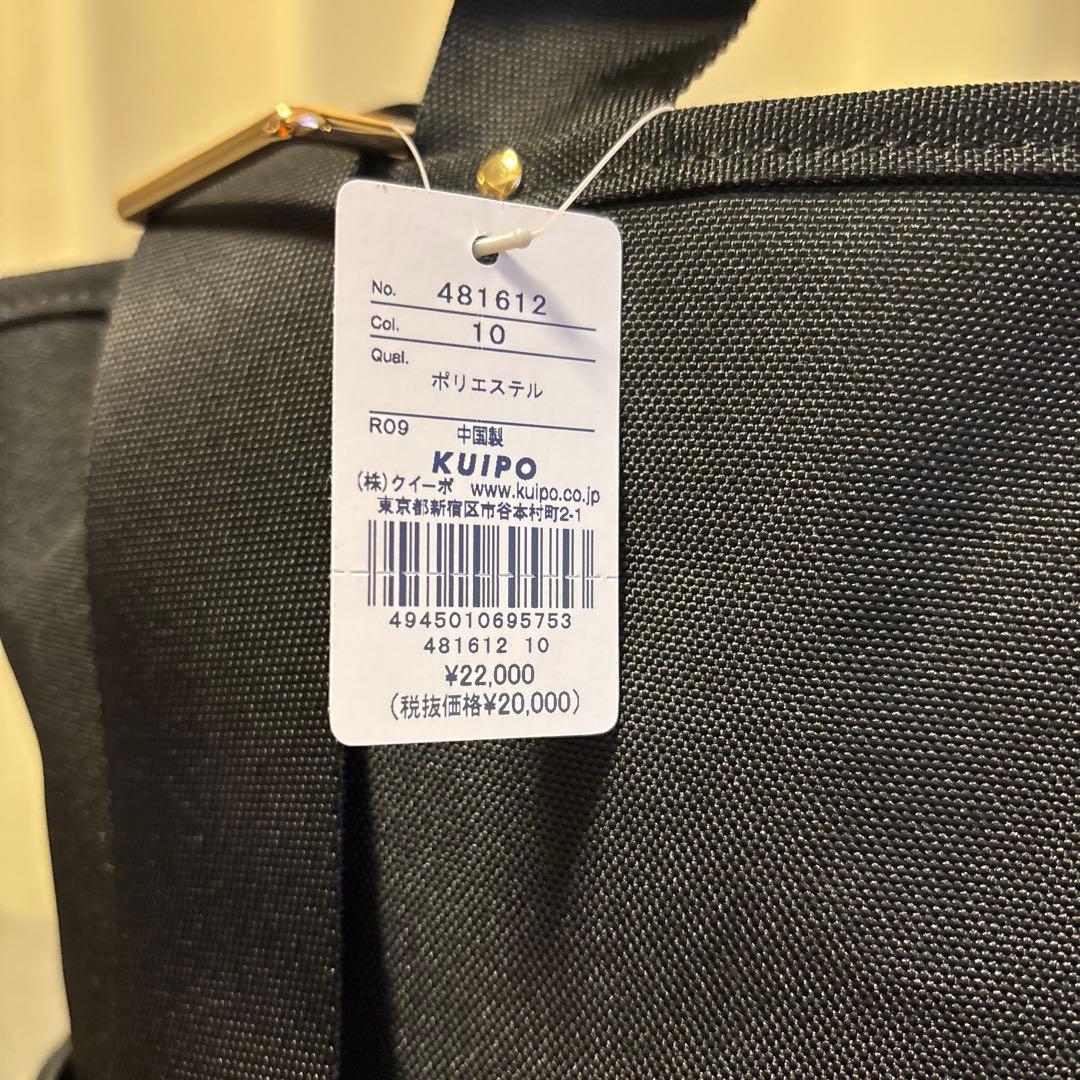 No. 481612
Col. 10
Qual.
ポリエステル
R09 中国製
KUIPO
(株)クイーポ www.kuipo.co.jp
東京都新宿区市谷本村町2-1
4945010695753
481612 10
¥22,000
(税抜価格¥20,000)